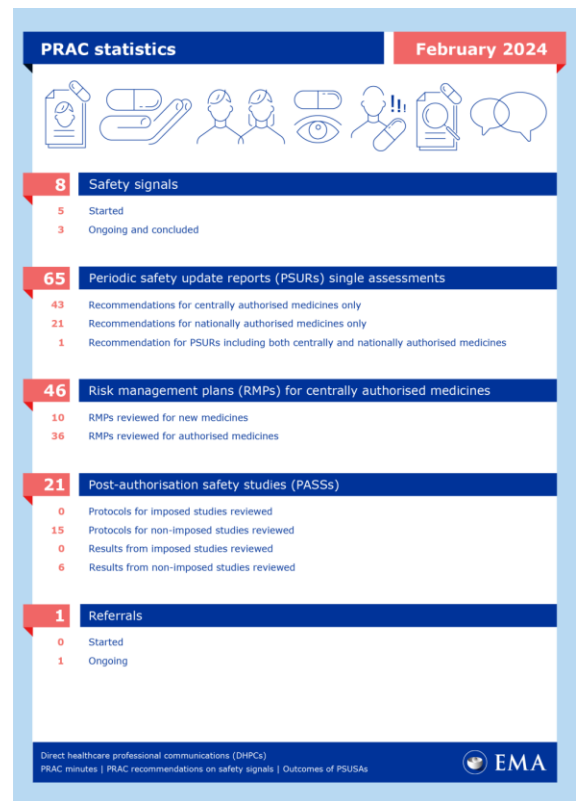 PRAC statistics
February 2024
8 Safety signals
5 Started
3 Ongoing and concluded
65 Periodic safety update reports (PSURs) single assessments
43 Recommendations for centrally authorised medicines only
21 Recommendations for nationally authorised medicines only
1 Recommendation for PSURs including both centrally and nationally authorised medicines
46 Risk management plans (RMPs) for centrally authorised medicines
10 RMPs reviewed for new medicines
36 RMPs reviewed for authorised medicines
21 Post-authorisation safety studies (PASSs)
0 Protocols for imposed studies reviewed
15 Protocols for non-imposed studies reviewed
0 Results from imposed studies reviewed
6 Results from non-imposed studies reviewed
1 Referrals
0 Started
1 Ongoing
Direct healthcare professional communications (DHPCs)
PRAC minutes | PRAC recommendations on safety signals | Outcomes of PSUSAs
EMA